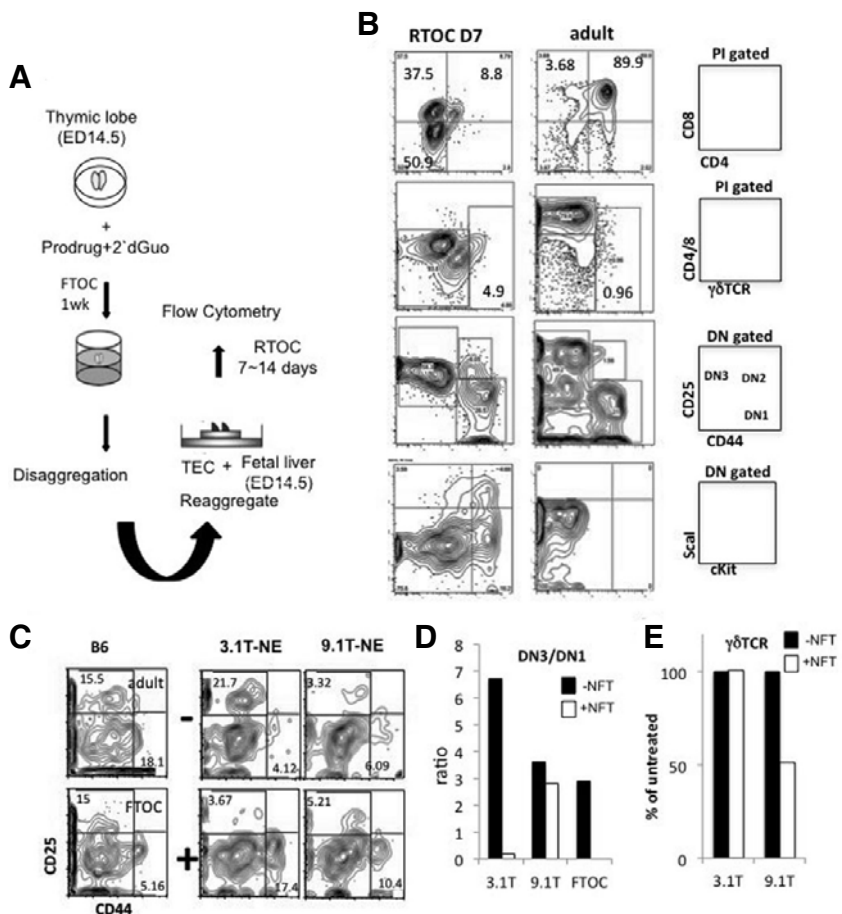 A
Thymic lobe
(ED14.5)
+
Prodrug+2`dGuo
FTOC
1wk
Flow Cytometry
RTOC
7~14 days
Disaggregation
TEC + Fetal liver
(ED14.5)
Reaggregate
B
RTOC D7
adult
37.5
8.8
50.9
3.68
89.9
PI gated
CD8
CD4
4.9
0.96
PI gated
CD4/8
γδTCR
DN gated
CD25
DN3
DN2
DN1
CD44
DN gated
ScaI
cKit
C
B6
3.1T-NE
9.1T-NE
15.5
adult
18.1
-
21.7
4.12
3.32
6.09
15
FTOC
5.16
+
3.67
17.4
5.21
10.4
CD25
CD44
D
DN3/DN1
-NFT
+NFT
ratio
8
7
6
5
4
3
2
1
0
3.1T
9.1T
FTOC
E
γδTCR
-NFT
+NFT
% of untreated
100
50
0
3.1T
9.1T